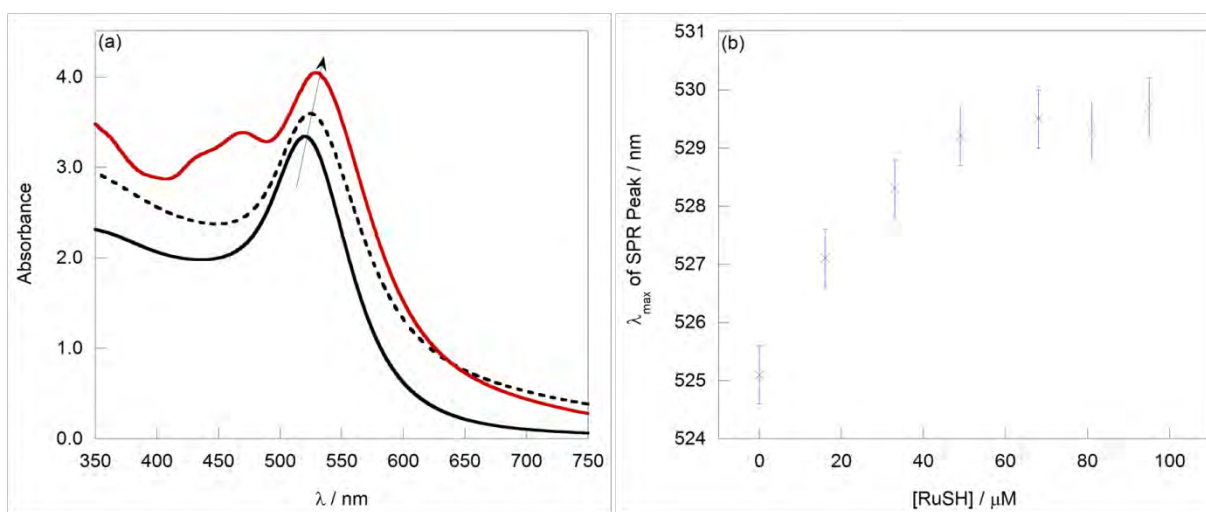 (a)
4.0
3.0
2.0
1.0
0.0
Absorbance
350 400 450 500 550 600 650 700 750
λ / nm
(b)
531
530
529
528
527
526
525
524
λmax of SPR Peak / nm
0 20 40 60 80 100
[RuSH] / μM